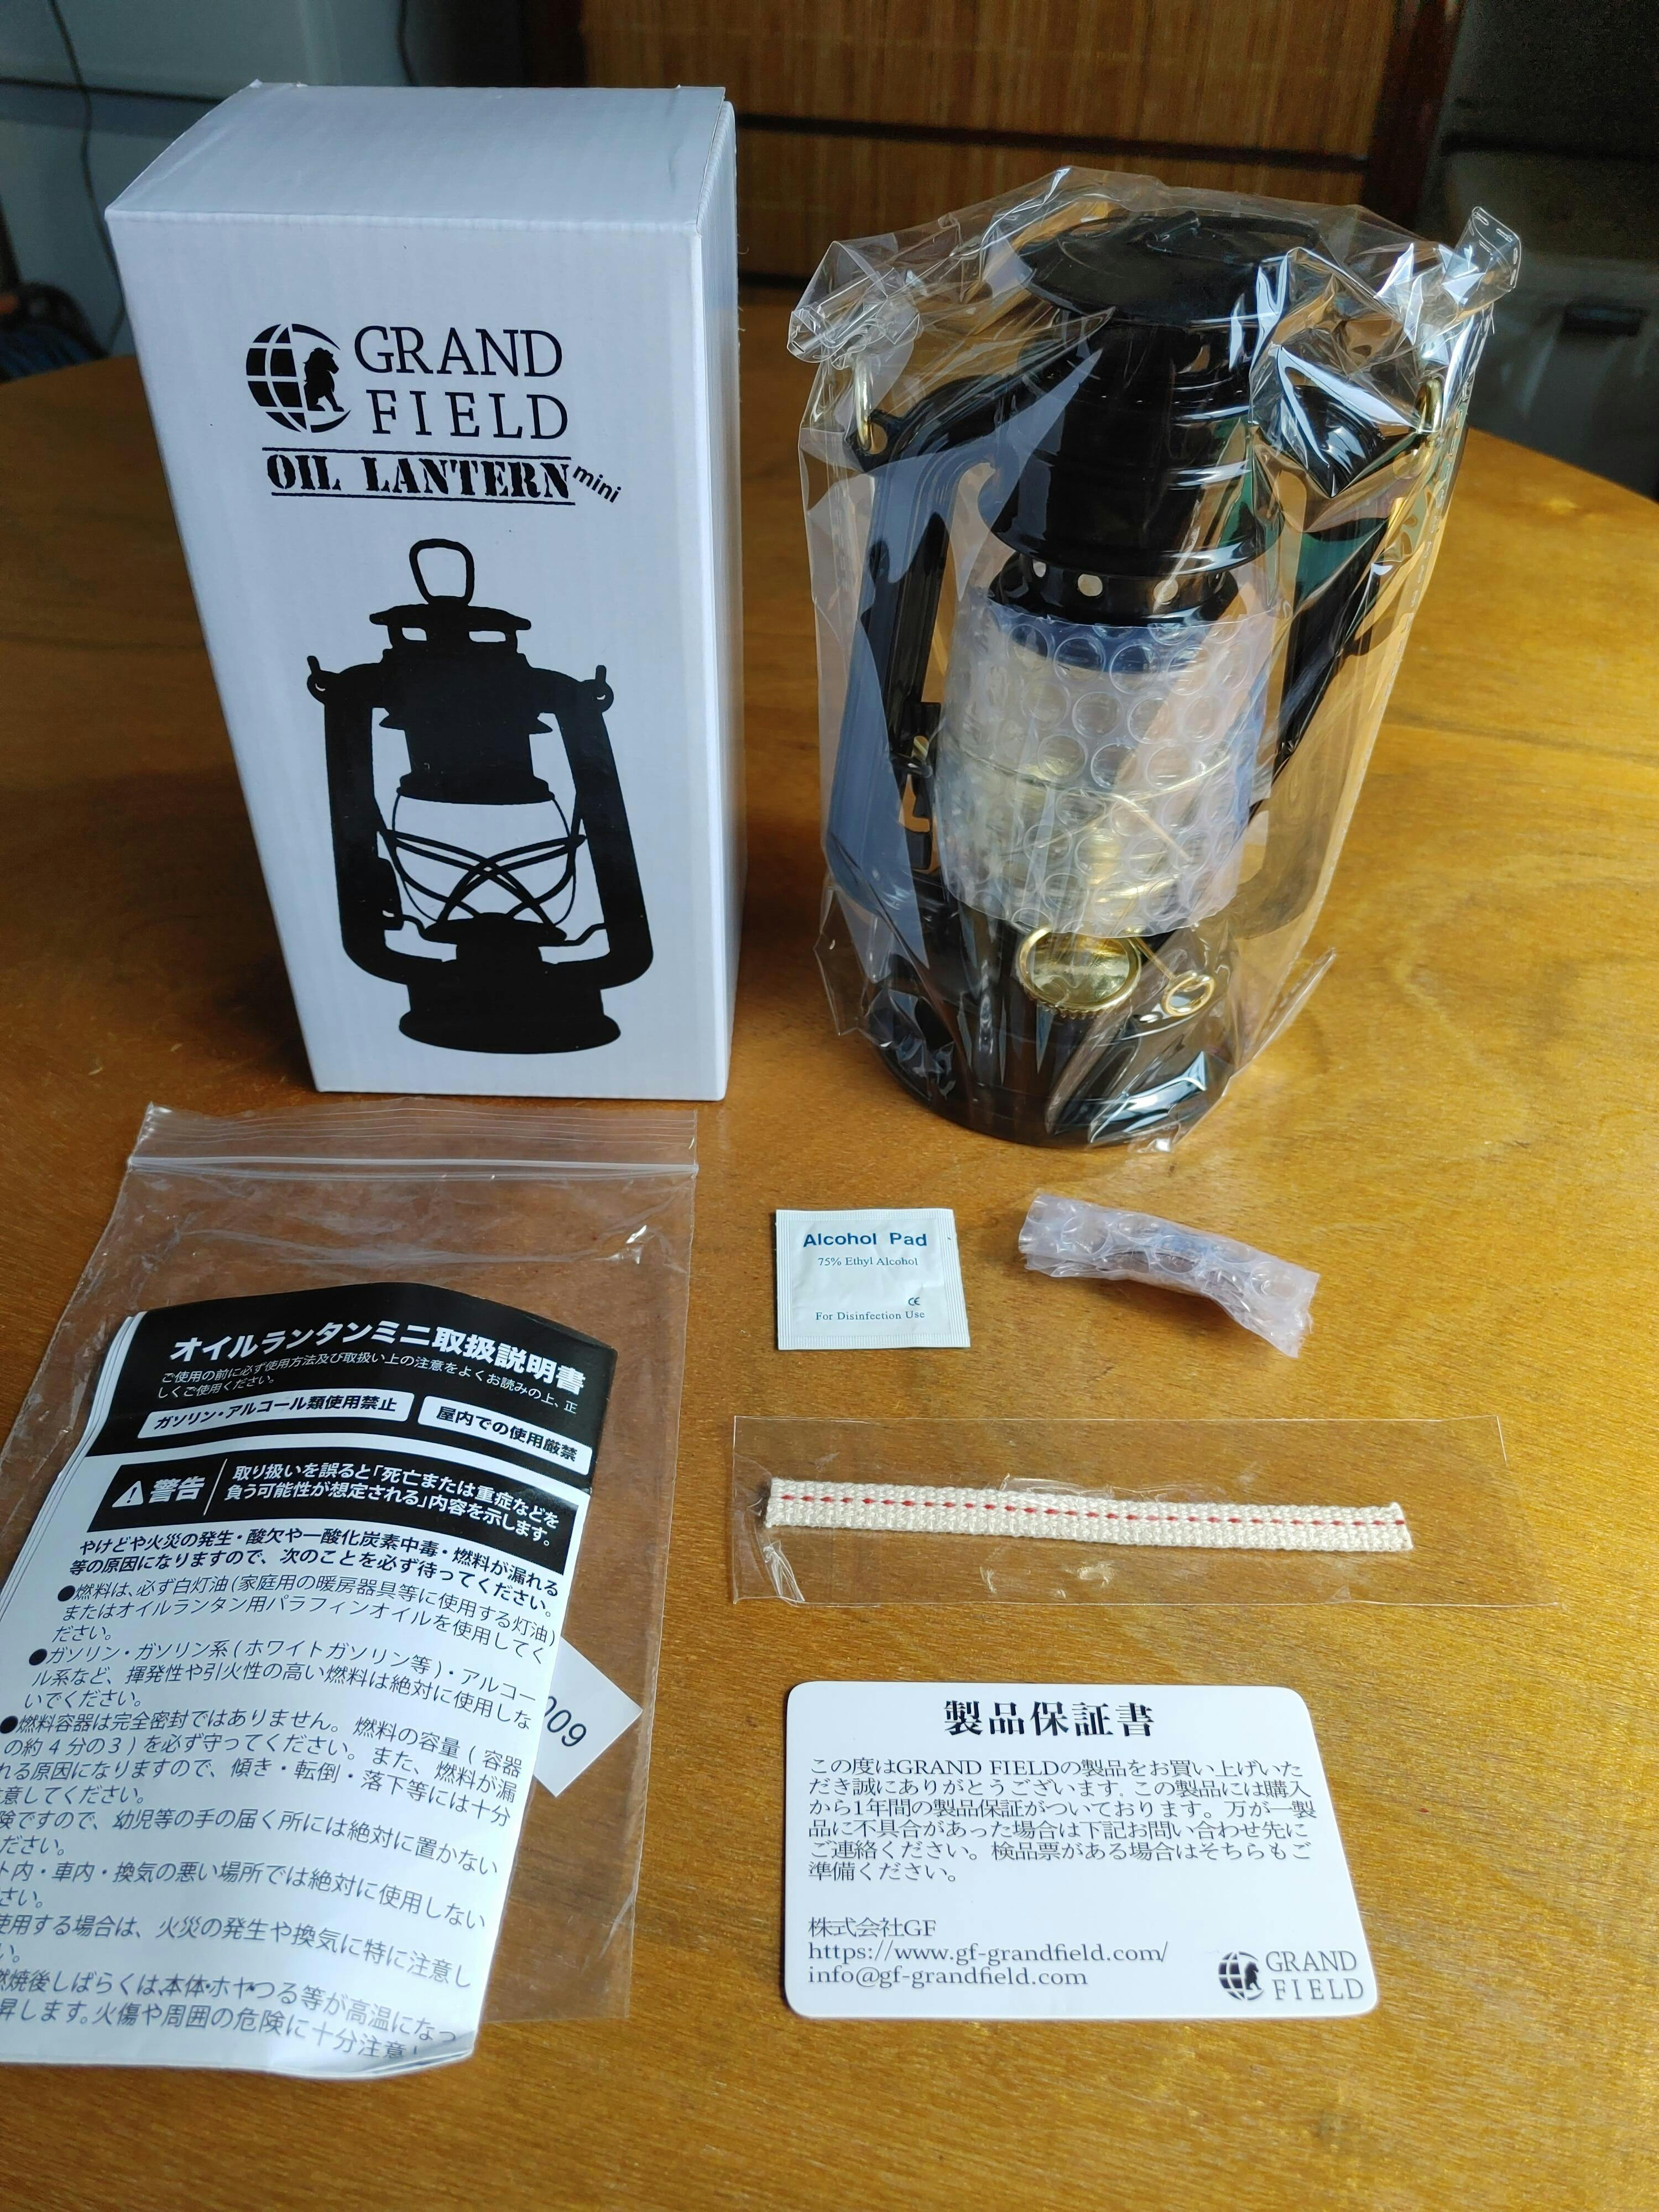 GRAND
FIELD
OIL LANTERN mini
Alcohol Pad
75% Ethyl Alcohol
CE
For Disinfection Use
オイルランタンミニ取扱説明書
ご使用の前に必ず使用方法及び取扱い上の注意をよくお読みの上、正
しくご使用ください。
ガソリン・アルコール類使用禁止
屋内での使用厳禁
警告
取り扱いを誤ると「死亡または重症などを
負う可能性が想定される」内容を示します。
やけどや火災の発生・酸欠や一酸化炭素中毒・燃料が漏れる
等の原因になりますので、次のことを必ず待ってください。
●燃料は、必ず白灯油(家庭用の暖房器具等に使用する灯油)
またはオイルランタン用パラフィンオイルを使用してく
ださい。
●ガソリン・ガソリン系(ホワイトガソリン等)・アルコー
ル系など、揮発性や引火性の高い燃料は絶対に使用しな
いでください。
●燃料容器は完全密封ではありません。燃料の容量(容器
の約4分の3)を必ず守ってください。また、燃料が漏
れる原因になりますので、傾き・転倒・落下等には十分
意してください。
険ですので、幼児等の手の届く所には絶対に置かない
ださい。
ト内・車内・換気の悪い場所では絶対に使用しない
さい。
使用する場合は、火災の発生や換気に特に注意し
い。
燃焼後しばらくは、本体・ホヤ・つる等が高温になっ
昇します。火傷や周囲の危険に十分注意し
009
製品保証書
この度はGRAND FIELDの製品をお買い上げいた
だき誠にありがとうございます。この製品には購入
から1年間の製品保証がついております。万が一製
品に不具合があった場合は下記お問い合わせ先に
ご連絡ください。検品票がある場合はそちらもご
準備ください。
株式会社GF
https://www.gf-grandfield.com/
info@gf-grandfield.com
GRAND
FIELD